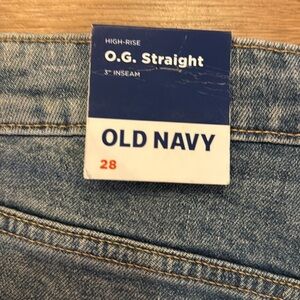 HIGH-RISE
O.G. Straight
3" INSEAM
OLD NAVY
28